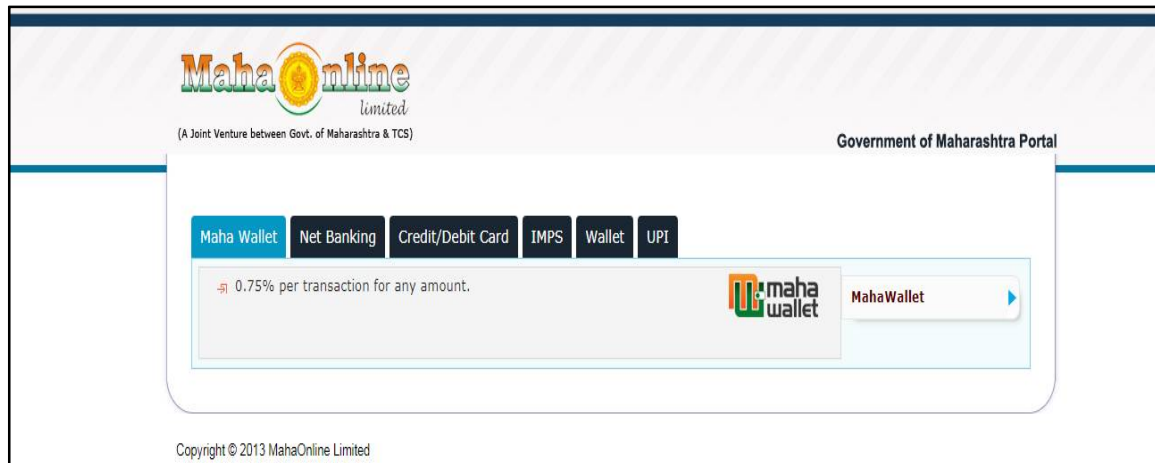 Maha Online
limited
(A Joint Venture between Govt. of Maharashtra & TCS)
Government of Maharashtra Portal
Maha Wallet Net Banking Credit/Debit Card IMPS Wallet UPI
0.75% per transaction for any amount.
maha
wallet
MahaWallet
Copyright © 2013 MahaOnline Limited